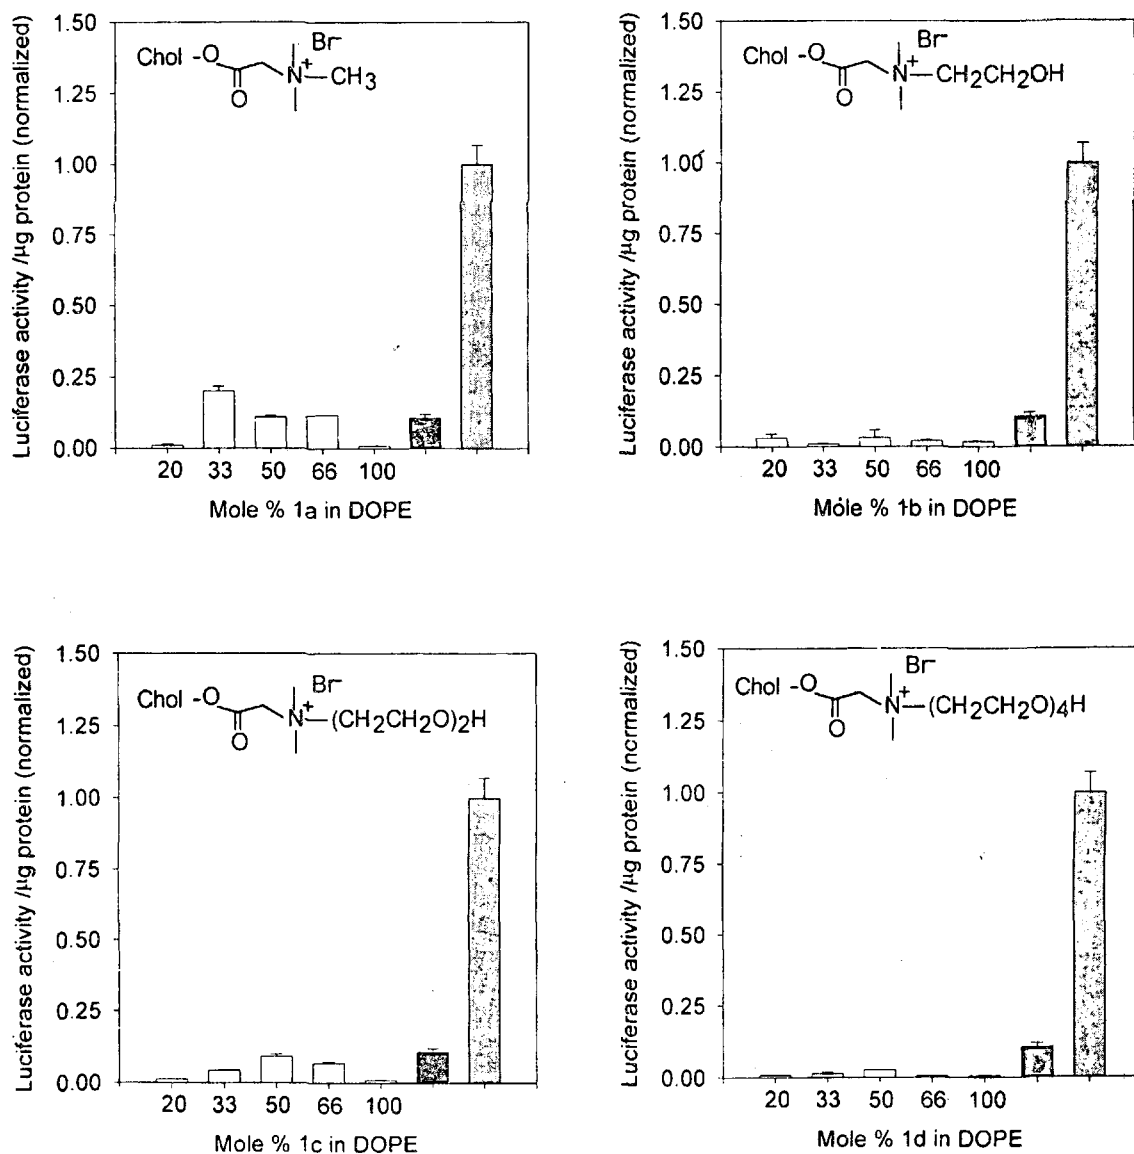 Luciferase activity /µg protein (normalized)
1.50
1.25
1.00
0.75
0.50
0.25
0.00
Br-
Chol -O
O
N+
CH3
20 33 50 66 100
Mole % 1a in DOPE
Luciferase activity /µg protein (normalized)
1.50
1.25
1.00
0.75
0.50
0.25
0.00
Br-
Chol -O
O
N+
CH2CH2OH
20 33 50 66 100
Mole % 1b in DOPE
Luciferase activity /µg protein (normalized)
1.50
1.25
1.00
0.75
0.50
0.25
0.00
Br-
Chol -O
O
N+
(CH2CH2O)2H
20 33 50 66 100
Mole % 1c in DOPE
Luciferase activity /µg protein (normalized)
1.50
1.25
1.00
0.75
0.50
0.25
0.00
Br-
Chol -O
O
N+
(CH2CH2O)4H
20 33 50 66 100
Mole % 1d in DOPE